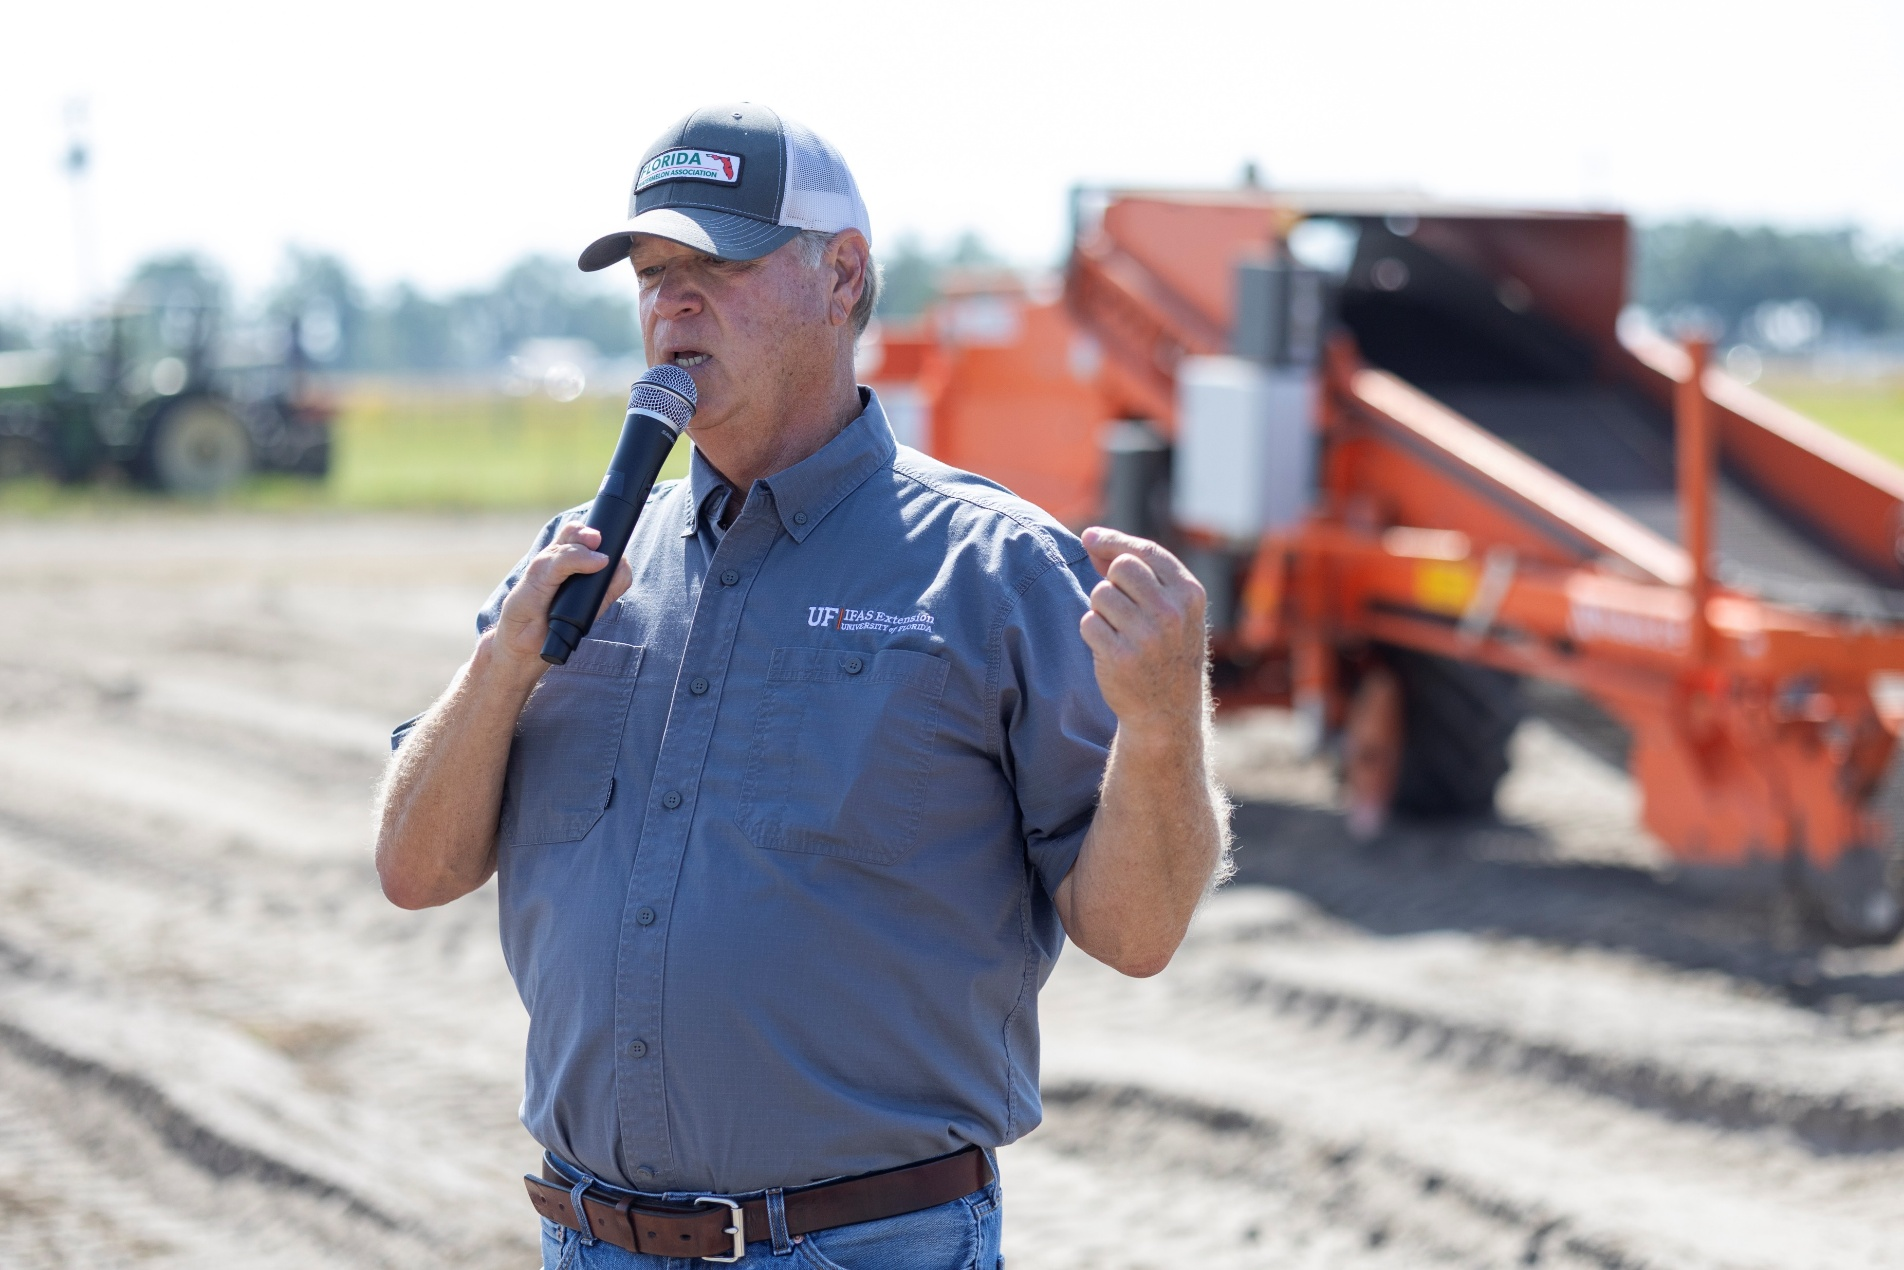 FLORIDA
ASSOCIATION
UF IFAS Extension
UNIVERSITY of FLORIDA